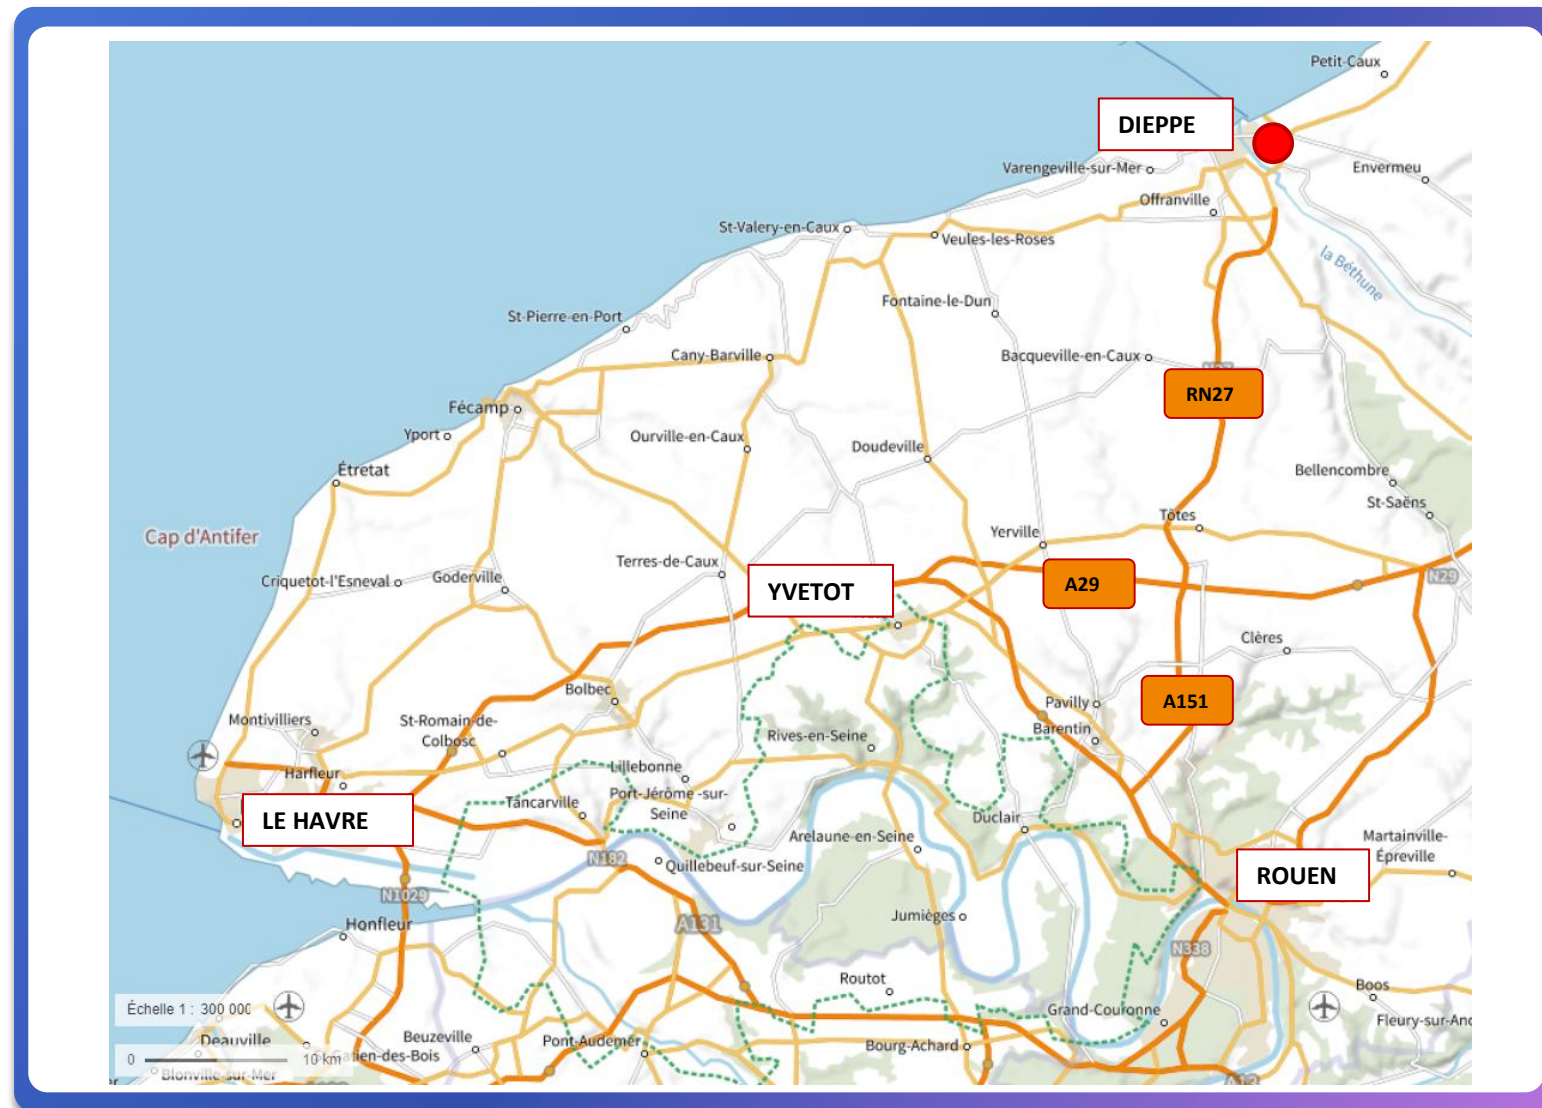 Petit-Caux
DIEPPE
Varengeville-sur-Mer
Envermeu
Offranville
St-Valery-en-Caux
Veules-les-Roses
la Béthune
Fontaine-le-Dun
St-Pierre-en-Port
Cany-Barville
Bacqueville-en-Caux
RN27
Fécamp
Yport
Ourville-en-Caux
Doudeville
Étretat
Bellencombre
St-Saëns
Tôtes
Cap d'Antifer
Yerville
Terres-de-Caux
Criquetot-l'Esneval
Goderville
YVETOT
A29
N29
Clères
Bolbec
Pavilly
A151
Montivilliers
St-Romain-de-
Colbosc
Rives-en-Seine
Barentin
Harfleur
Lillebonne
LE HAVRE
Tancarville
Port-Jérôme -sur-
Seine
Duclair
Arelaune-en-Seine
Martainville-
Épreville
N182
Quillebeuf-sur-Seine
ROUEN
N1029
Honfleur
A131
Jumièges
N338
Routot
Boos
Échelle 1 : 300 000
Grand-Couronne
Fleury-sur-And
Deauville
Beuzeville
Pont-Audemer
Bourg-Achard
0
10 km
Gatien-des-Bois
Blonville-sur-Mer
A13